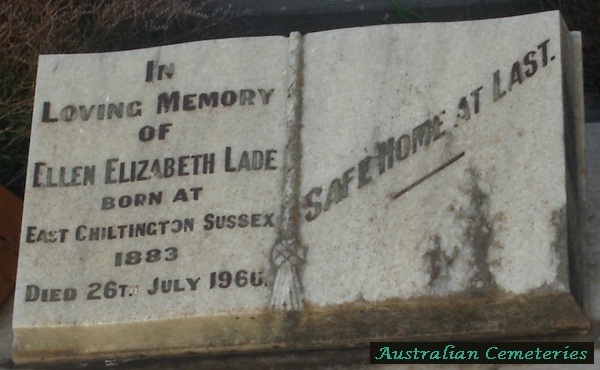 IN
LOVING MEMORY
OF
ELLEN ELIZABETH LADE
BORN AT
EAST CHILTINGTON SUSSEX
1883
DIED 26TH JULY 1966.
SAFE HOME AT LAST.
Australian Cemeteries